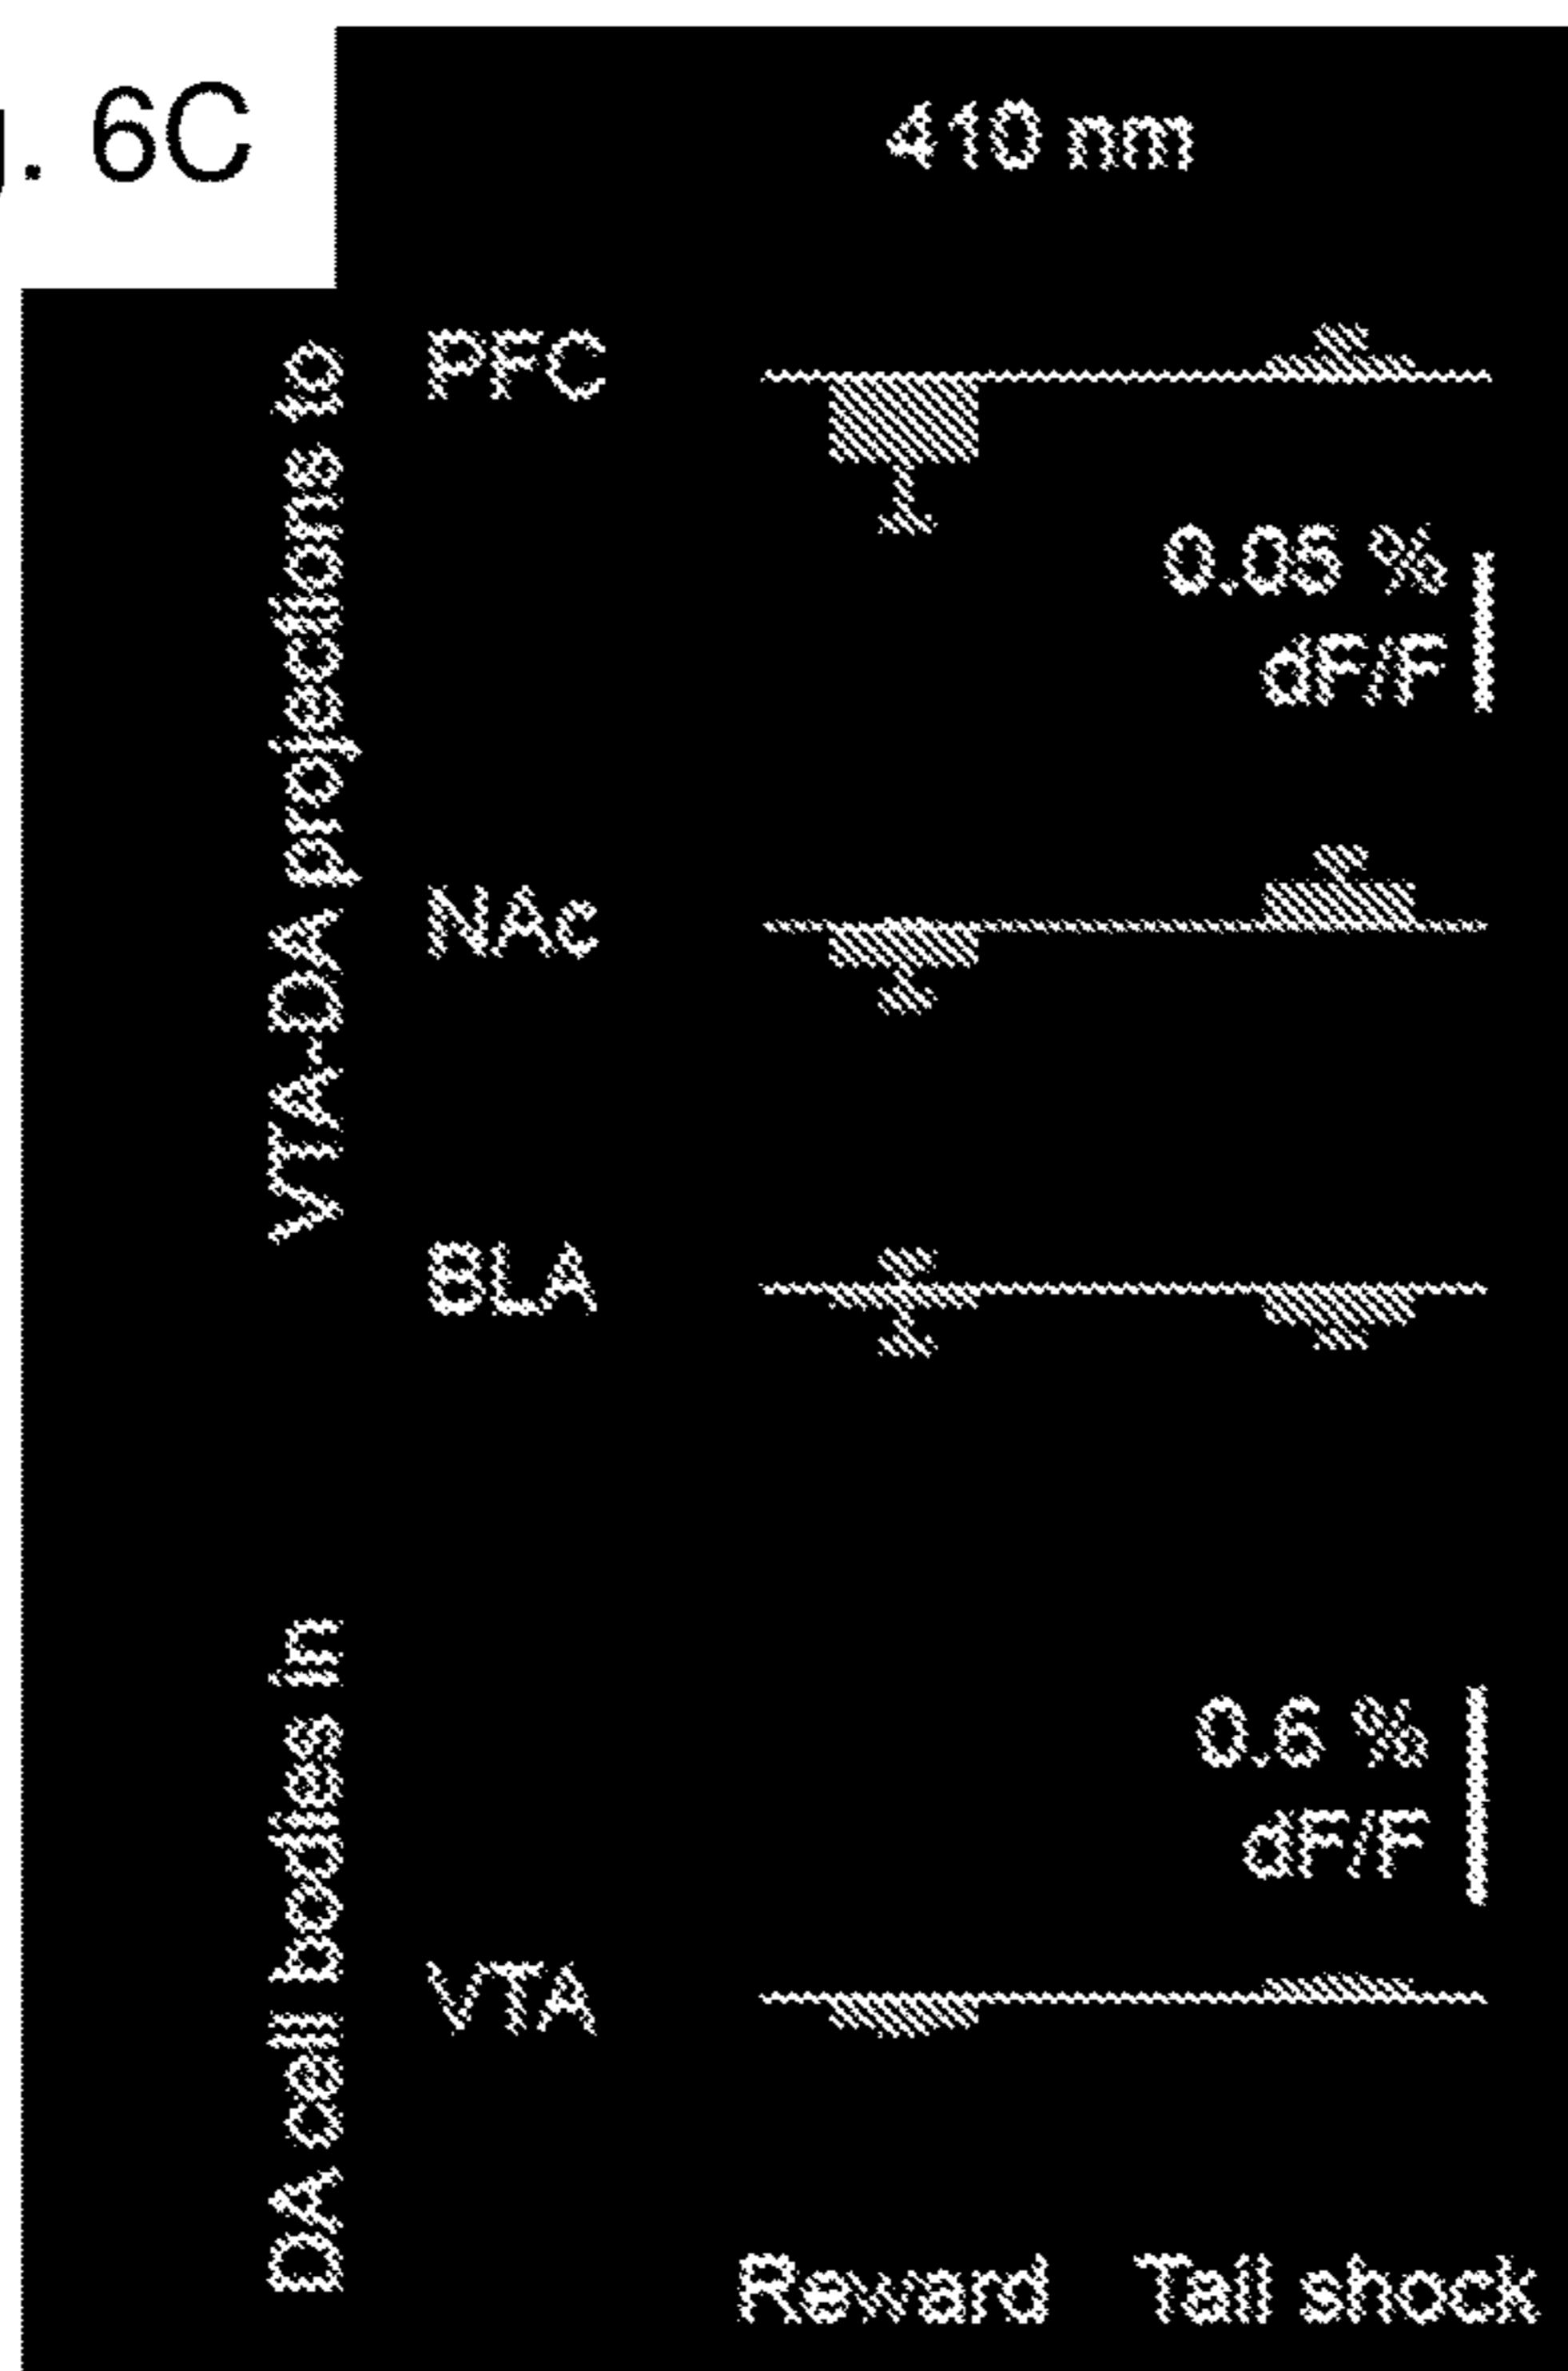 . 6C
410 nm
VTA-DA projections to
PFC
0.05 %
dF/F
NAc
BLA
DA cell bodies in
0.6 %
dF/F
VTA
Reward Tail shock